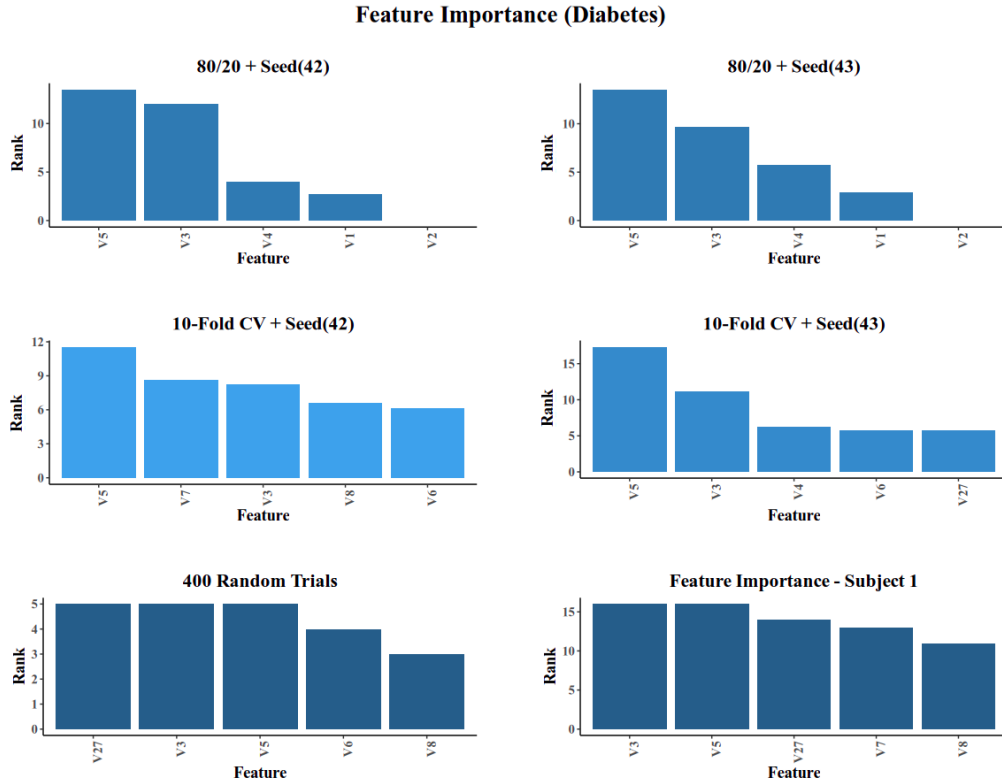 Feature Importance (Diabetes)
80/20 + Seed(42)
Rank
10
5
0
V5 V3 V4 V1 V2
Feature
80/20 + Seed(43)
Rank
10
5
0
V5 V3 V4 V1 V2
Feature
10-Fold CV + Seed(42)
Rank
12
9
6
3
0
V5 V7 V3 V8 V6
Feature
10-Fold CV + Seed(43)
Rank
15
10
5
0
V5 V3 V4 V6 V27
Feature
400 Random Trials
Rank
5
4
3
2
1
0
V27 V3 V5 V6 V8
Feature
Feature Importance - Subject 1
Rank
15
10
5
0
V3 V5 V27 V7 V8
Feature